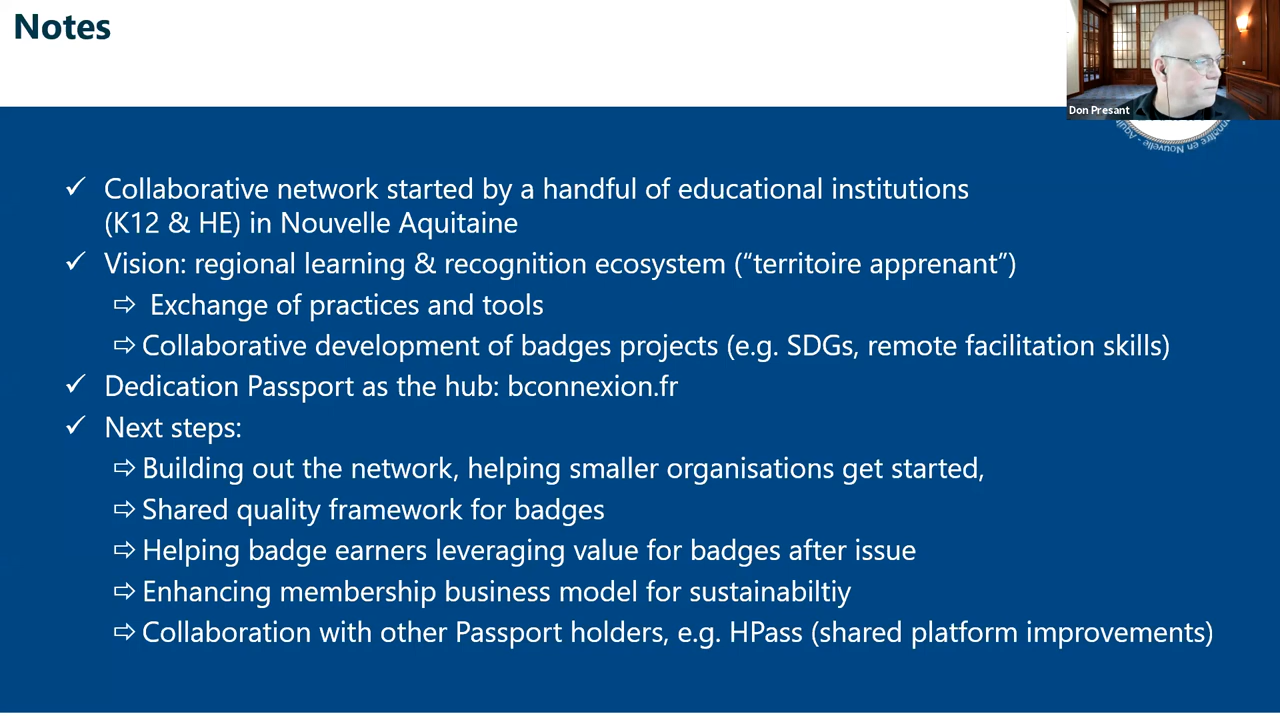 Notes
Don Presant
onnaître en Nouvelle - Aqui
✓ Collaborative network started by a handful of educational institutions
(K12 & HE) in Nouvelle Aquitaine
✓ Vision: regional learning & recognition ecosystem (“territoire apprenant”)
⇨ Exchange of practices and tools
⇨ Collaborative development of badges projects (e.g. SDGs, remote facilitation skills)
✓ Dedication Passport as the hub: bconnexion.fr
✓ Next steps:
⇨ Building out the network, helping smaller organisations get started,
⇨ Shared quality framework for badges
⇨ Helping badge earners leveraging value for badges after issue
⇨ Enhancing membership business model for sustainabiltiy
⇨ Collaboration with other Passport holders, e.g. HPass (shared platform improvements)